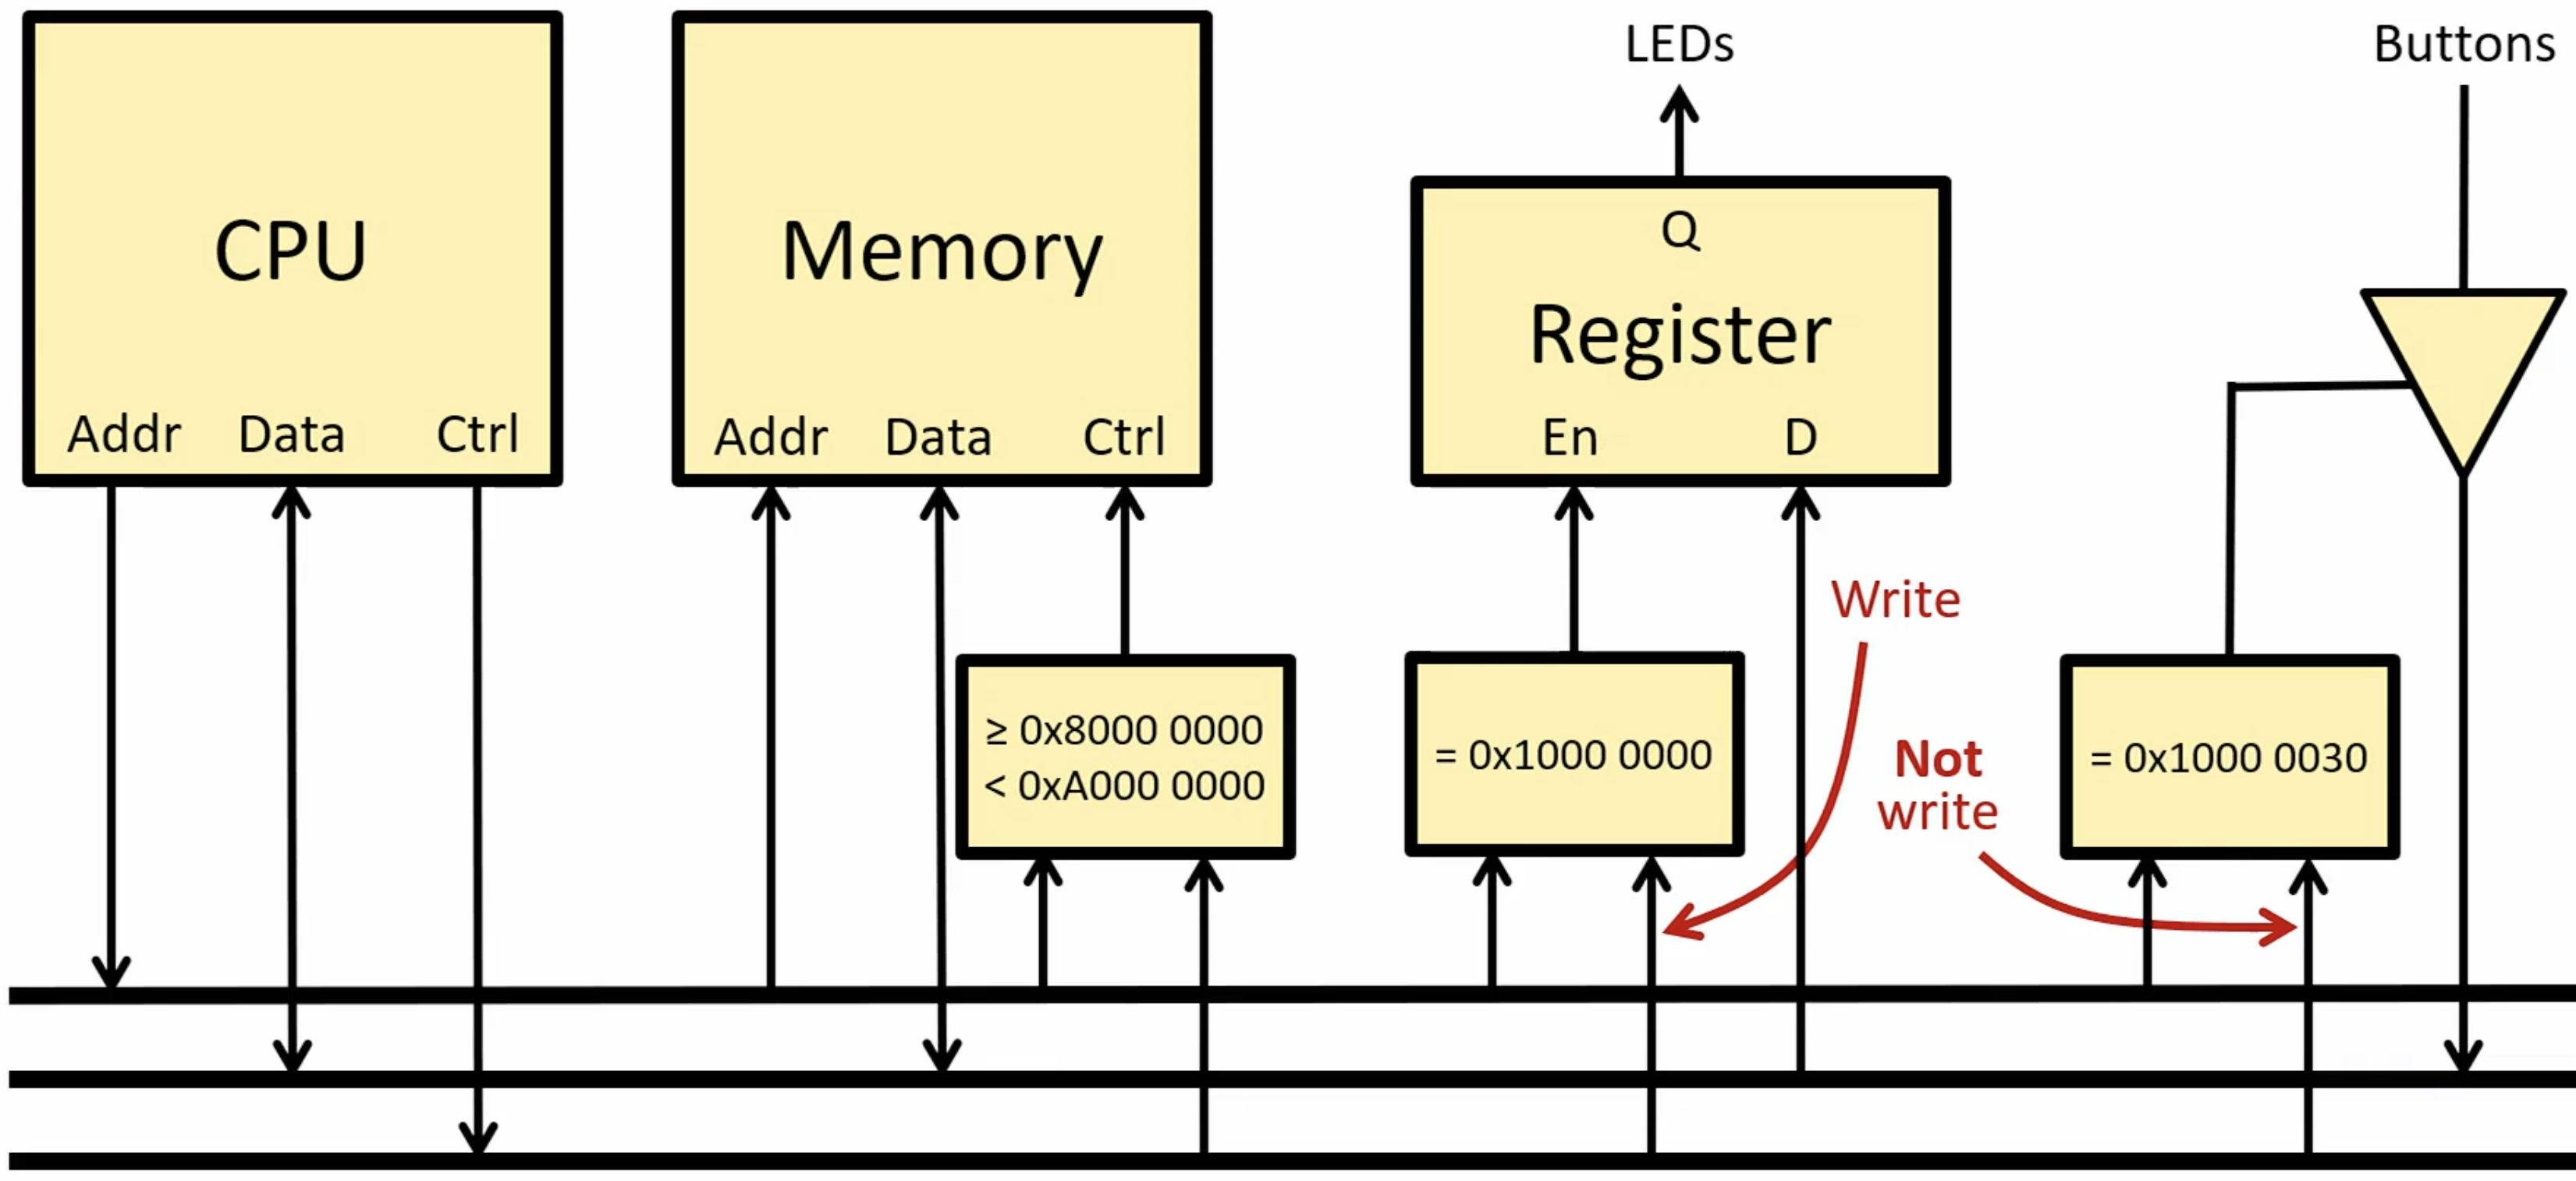 CPU
Addr Data Ctrl
Memory
Addr Data Ctrl
LEDs
Q
Register
En D
Buttons
≥ 0x8000 0000
< 0xA000 0000
= 0x1000 0000
Write
Not
write
= 0x1000 0030